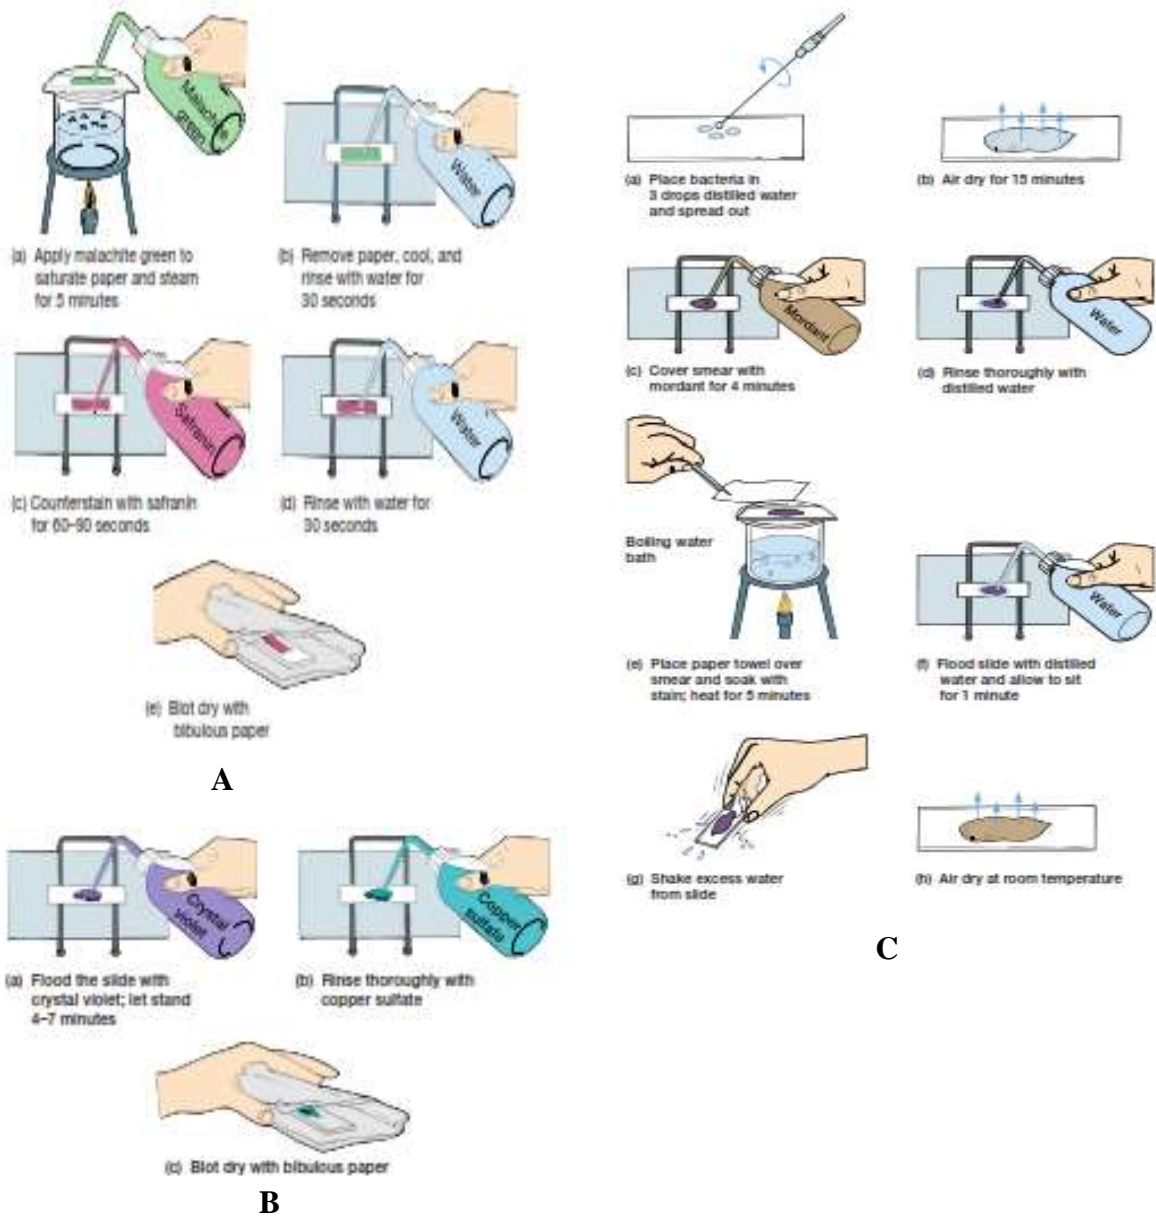 Malachite
green
(a) Apply malachite green to
saturate paper and steam
for 5 minutes
Water
(b) Remove paper, cool, and
rinse with water for
30 seconds
Safranin
(c) Counterstain with safranin
for 60–90 seconds
Water
(d) Rinse with water for
30 seconds
(e) Blot dry with
bibulous paper
A
Crystal
violet
(a) Flood the slide with
crystal violet; let stand
4–7 minutes
Copper
sulfate
(b) Rinse thoroughly with
copper sulfate
(c) Blot dry with bibulous paper
B
(a) Place bacteria in
3 drops distilled water
and spread out
(b) Air dry for 15 minutes
Mordant
(c) Cover smear with
mordant for 4 minutes
Water
(d) Rinse thoroughly with
distilled water
Boiling water
bath
(e) Place paper towel over
smear and soak with
stain; heat for 5 minutes
Water
(f) Flood slide with distilled
water and allow to sit
for 1 minute
(g) Shake excess water
from slide
(h) Air dry at room temperature
C